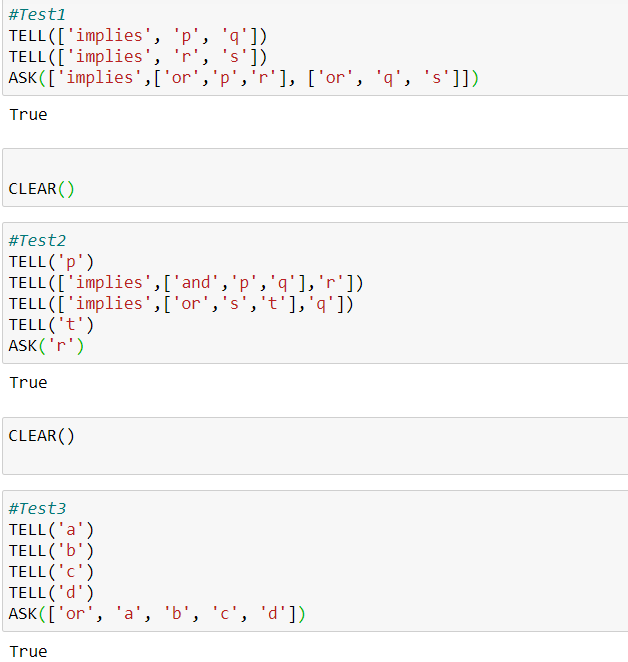 #Test1
TELL(['implies', 'p', 'q'])
TELL(['implies', 'r', 's'])
ASK(['implies',['or','p','r'], ['or', 'q', 's']])
True
CLEAR()
#Test2
TELL('p')
TELL(['implies',['and','p','q'],'r'])
TELL(['implies',['or','s','t'],'q'])
TELL('t')
ASK('r')
True
CLEAR()
#Test3
TELL('a')
TELL('b')
TELL('c')
TELL('d')
ASK(['or', 'a', 'b', 'c', 'd'])
True